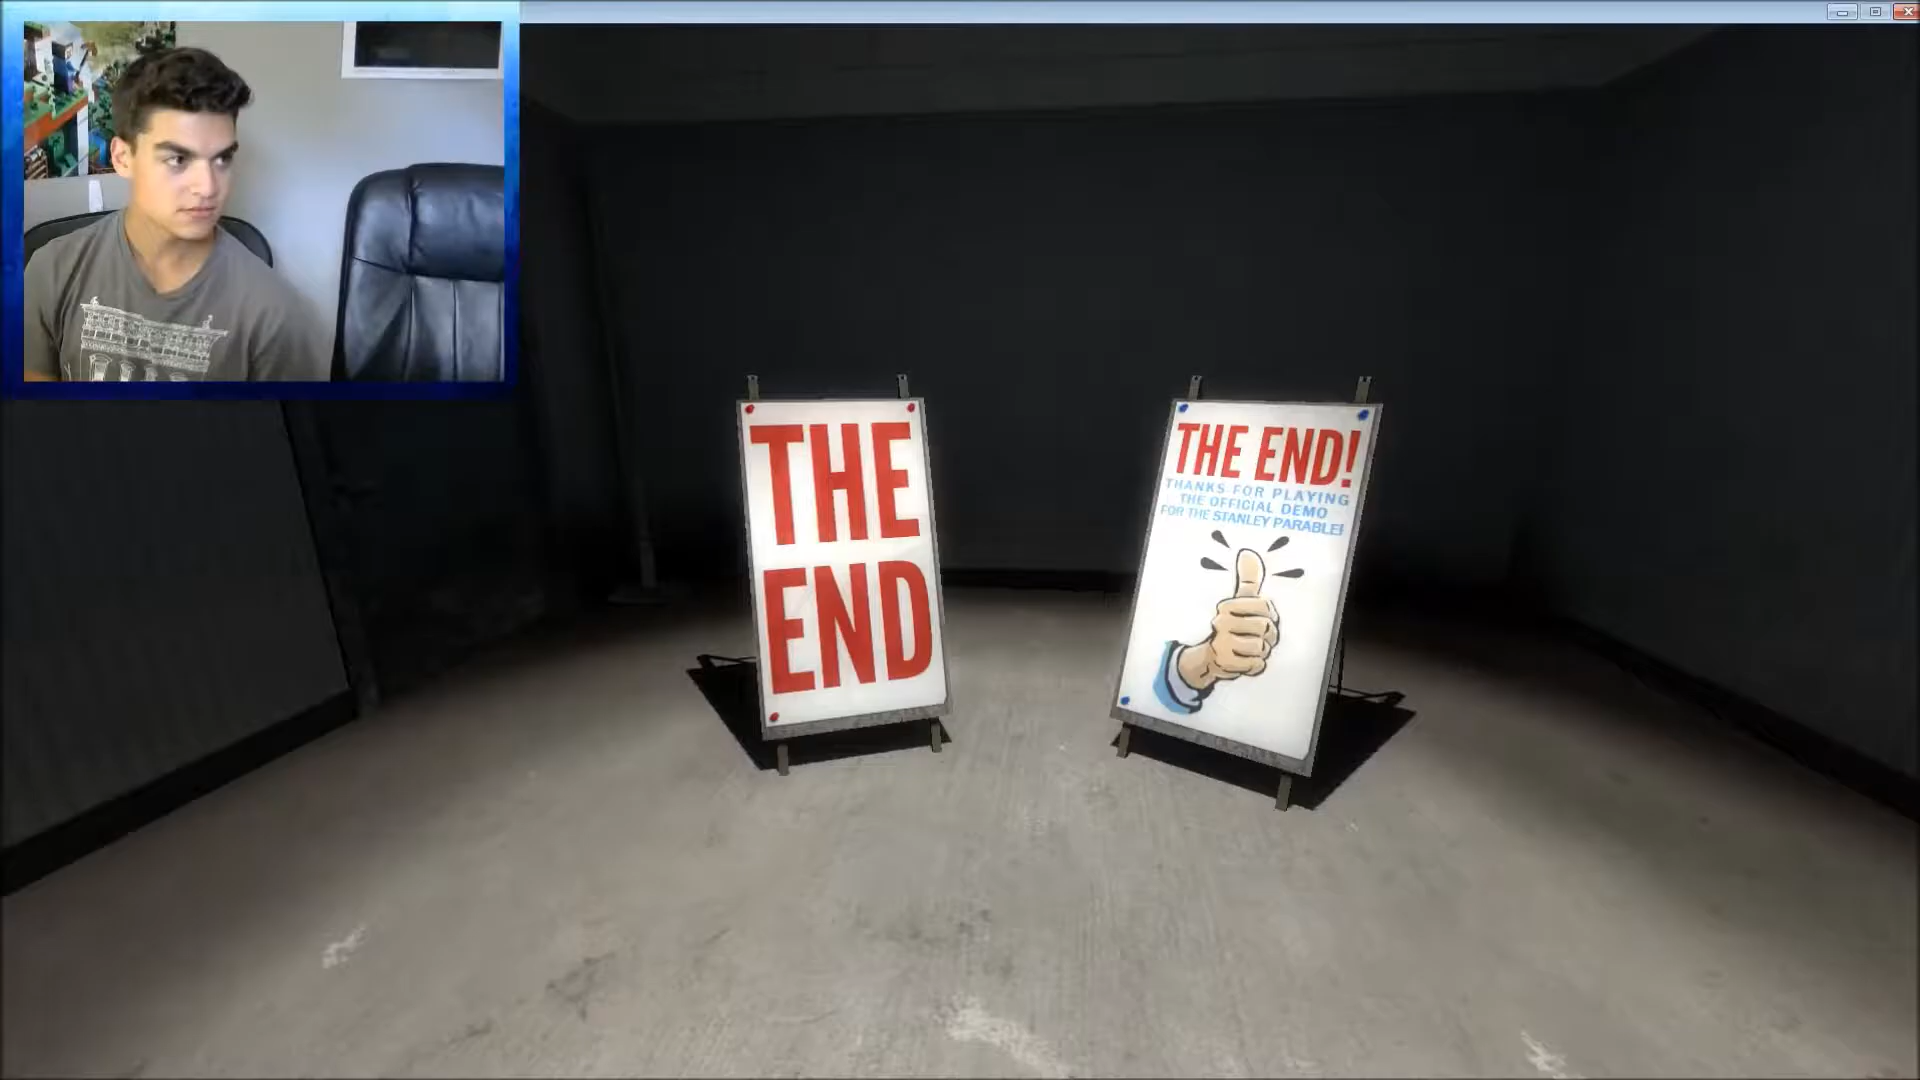 THE
END
THE END!
THANKS FOR PLAYING
THE OFFICIAL DEMO
FOR THE STANLEY PARABLE!